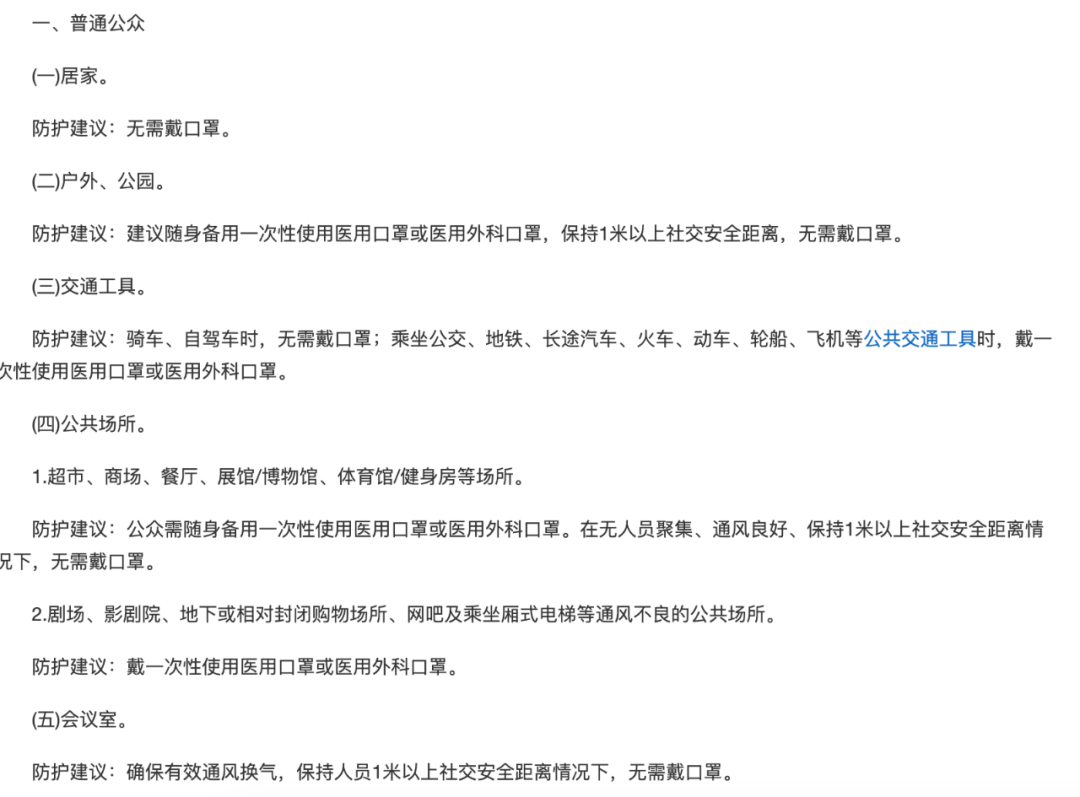 一、普通公众
(一)居家。
防护建议：无需戴口罩。
(二)户外、公园。
防护建议：建议随身备用一次性使用医用口罩或医用外科口罩，保持1米以上社交安全距离，无需戴口罩。
(三)交通工具。
防护建议：骑车、自驾车时，无需戴口罩；乘坐公交、地铁、长途汽车、火车、动车、轮船、飞机等公共交通工具时，戴一
次性使用医用口罩或医用外科口罩。
(四)公共场所。
1.超市、商场、餐厅、展馆/博物馆、体育馆/健身房等场所。
防护建议：公众需随身备用一次性使用医用口罩或医用外科口罩。在无人员聚集、通风良好、保持1米以上社交安全距离情
况下，无需戴口罩。
2.剧场、影剧院、地下或相对封闭购物场所、网吧及乘坐厢式电梯等通风不良的公共场所。
防护建议：戴一次性使用医用口罩或医用外科口罩。
(五)会议室。
防护建议：确保有效通风换气，保持人员1米以上社交安全距离情况下，无需戴口罩。